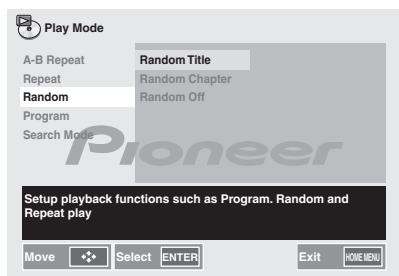 Play Mode
A-B Repeat
Random Title
Repeat
Random Chapter
Random
Random Off
Program
Search Mode
Pioneer
Setup playback functions such as Program. Random and
Repeat play
Move Select ENTER Exit HOME MENU